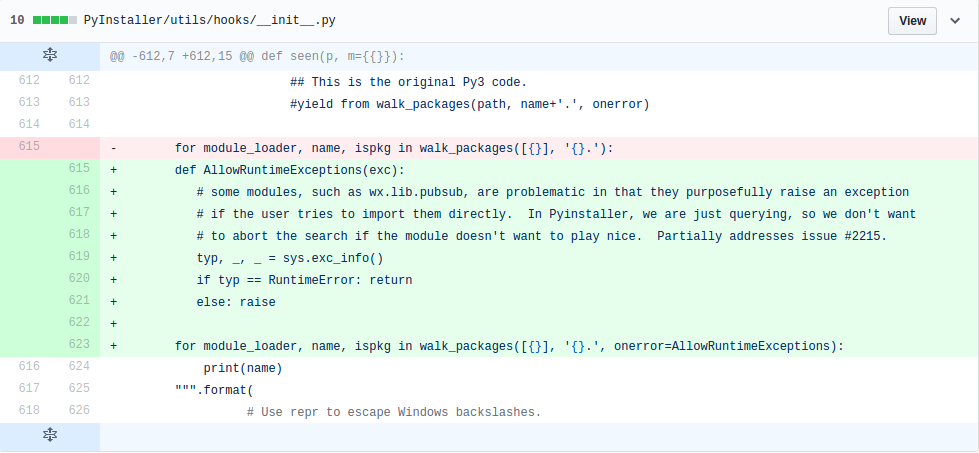 10 PyInstaller/utils/hooks/__init__.py View
@@ -612,7 +612,15 @@ def seen(p, m={{}}):
612 612 ## This is the original Py3 code.
613 613 #yield from walk_packages(path, name+'.', onerror)
614 614
615 - for module_loader, name, ispkg in walk_packages([{}], '{}.'):
615 + def AllowRuntimeExceptions(exc):
616 + # some modules, such as wx.lib.pubsub, are problematic in that they purposefully raise an exception
617 + # if the user tries to import them directly.  In Pyinstaller, we are just querying, so we don't want
618 + # to abort the search if the module doesn't want to play nice.  Partially addresses issue #2215.
619 + typ, _, _ = sys.exc_info()
620 + if typ == RuntimeError: return
621 + else: raise
622 +
623 + for module_loader, name, ispkg in walk_packages([{}], '{}.', onerror=AllowRuntimeExceptions):
616 624 print(name)
617 625 """.format(
618 626 # Use repr to escape Windows backslashes.